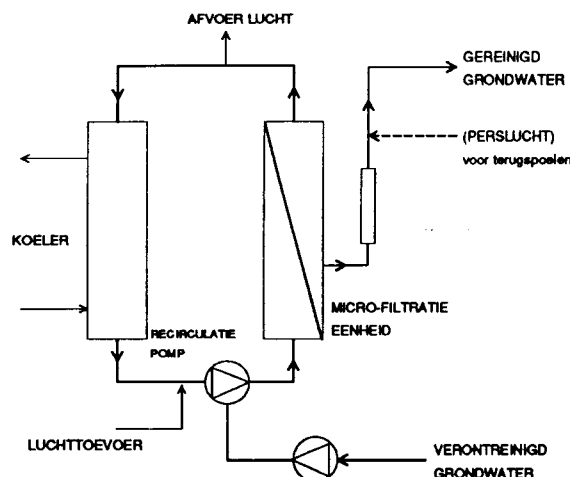 AFVOER LUCHT
GEREINIGD
GRONDWATER
(PERSLUCHT)
voor terugspoelen
KOELER
MICRO-FILTRATIE
EENHEID
RECIRCULATIE
POMP
LUCHTTOEVOER
VERONTREINIGD
GRONDWATER